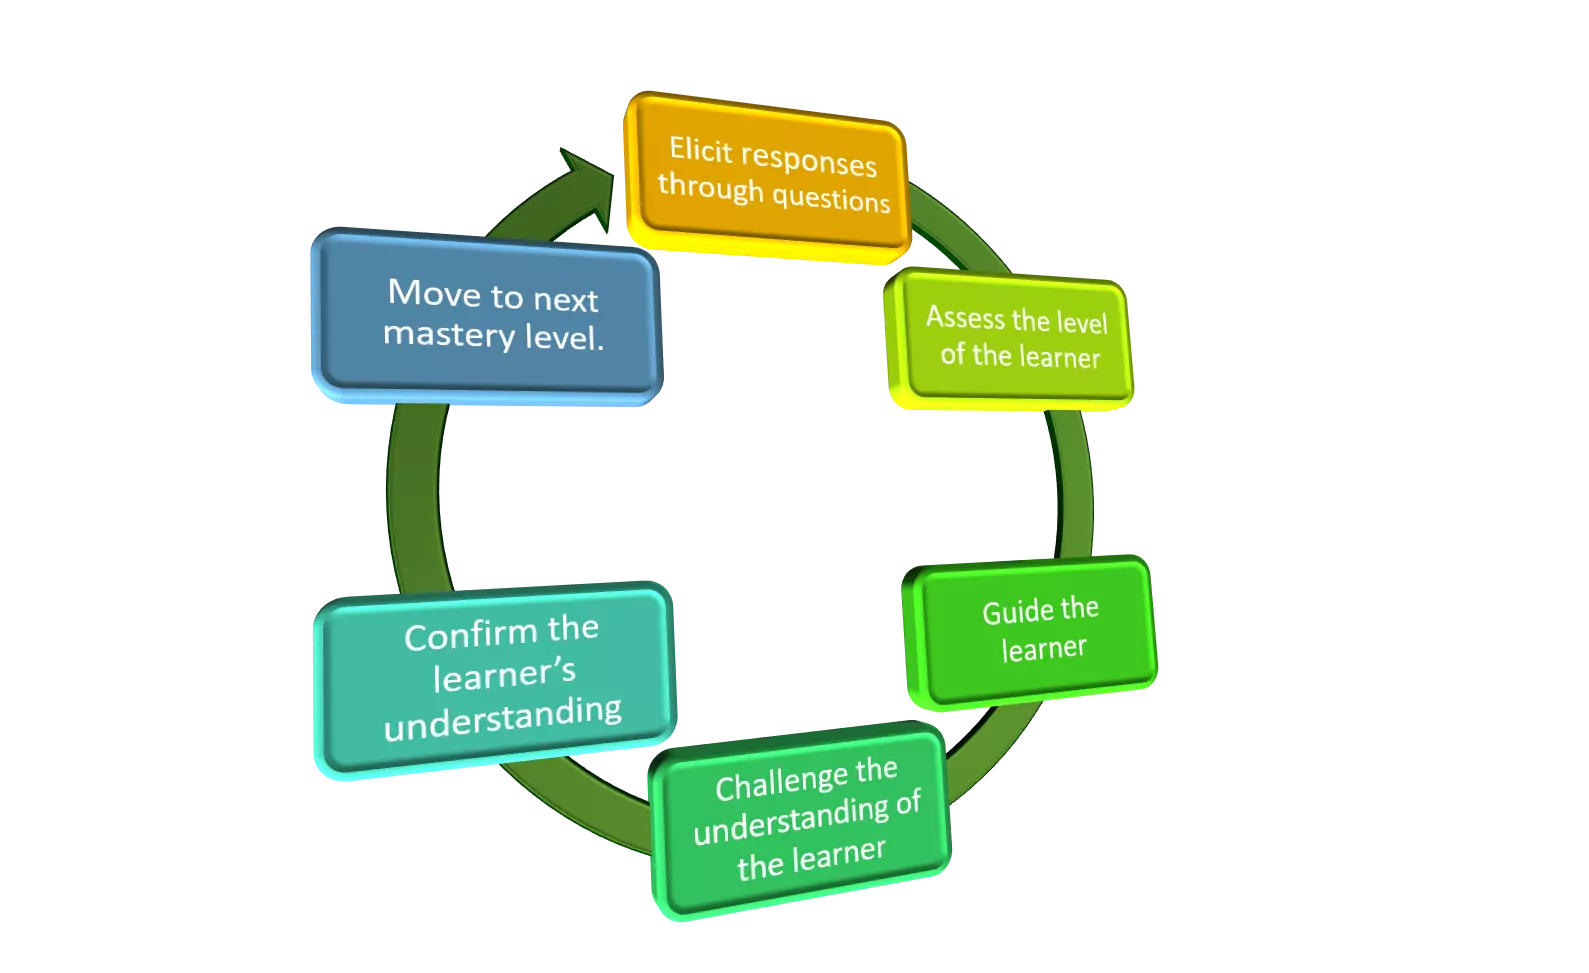 Elicit responses
through questions
Assess the level
of the learner
Guide the
learner
Challenge the
understanding of
the learner
Confirm the
learner’s
understanding
Move to next
mastery level.